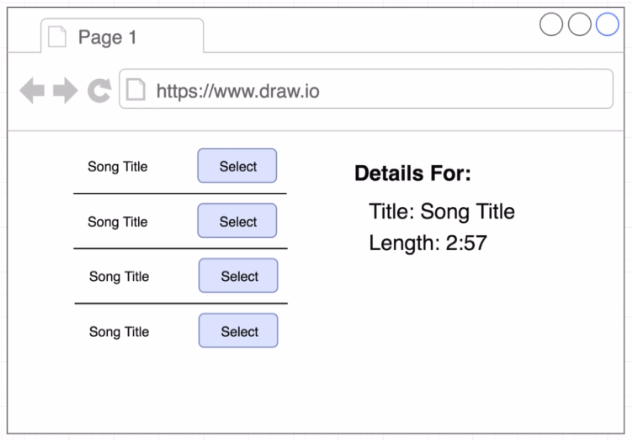 Page 1
https://www.draw.io
Song Title Select
Song Title Select
Song Title Select
Song Title Select
Details For:
Title: Song Title
Length: 2:57